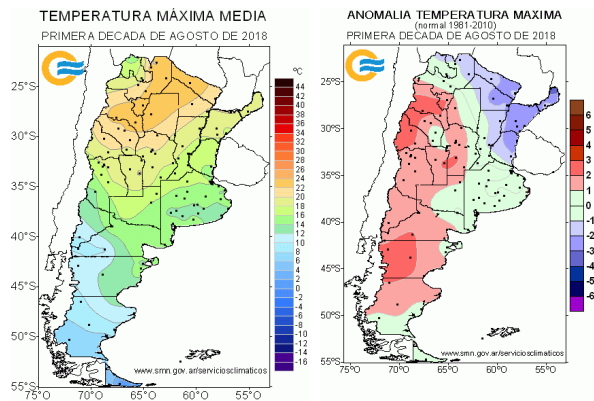 TEMPERATURA MÁXIMA MEDIA
PRIMERA DECADA DE AGOSTO DE 2018
25°S
30°S
35°S
40°S
45°S
50°S
55°S
75°O
70°O
65°O
60°O
55°O
ºC
44
42
40
38
36
34
32
30
28
26
24
22
20
18
16
14
12
10
8
6
4
2
0
-2
-4
-6
-8
-10
-12
-14
-16
www.smn.gov.ar/serviciosclimaticos
ANOMALIA TEMPERATURA MAXIMA
(normal 1981-2010)
PRIMERA DECADA DE AGOSTO DE 2018
25°S
30°S
35°S
40°S
45°S
50°S
55°S
75°O
70°O
65°O
60°O
55°O
6
5
4
3
2
1
-1
-2
-3
-4
-5
-6
www.smn.gov.ar/serviciosclimaticos